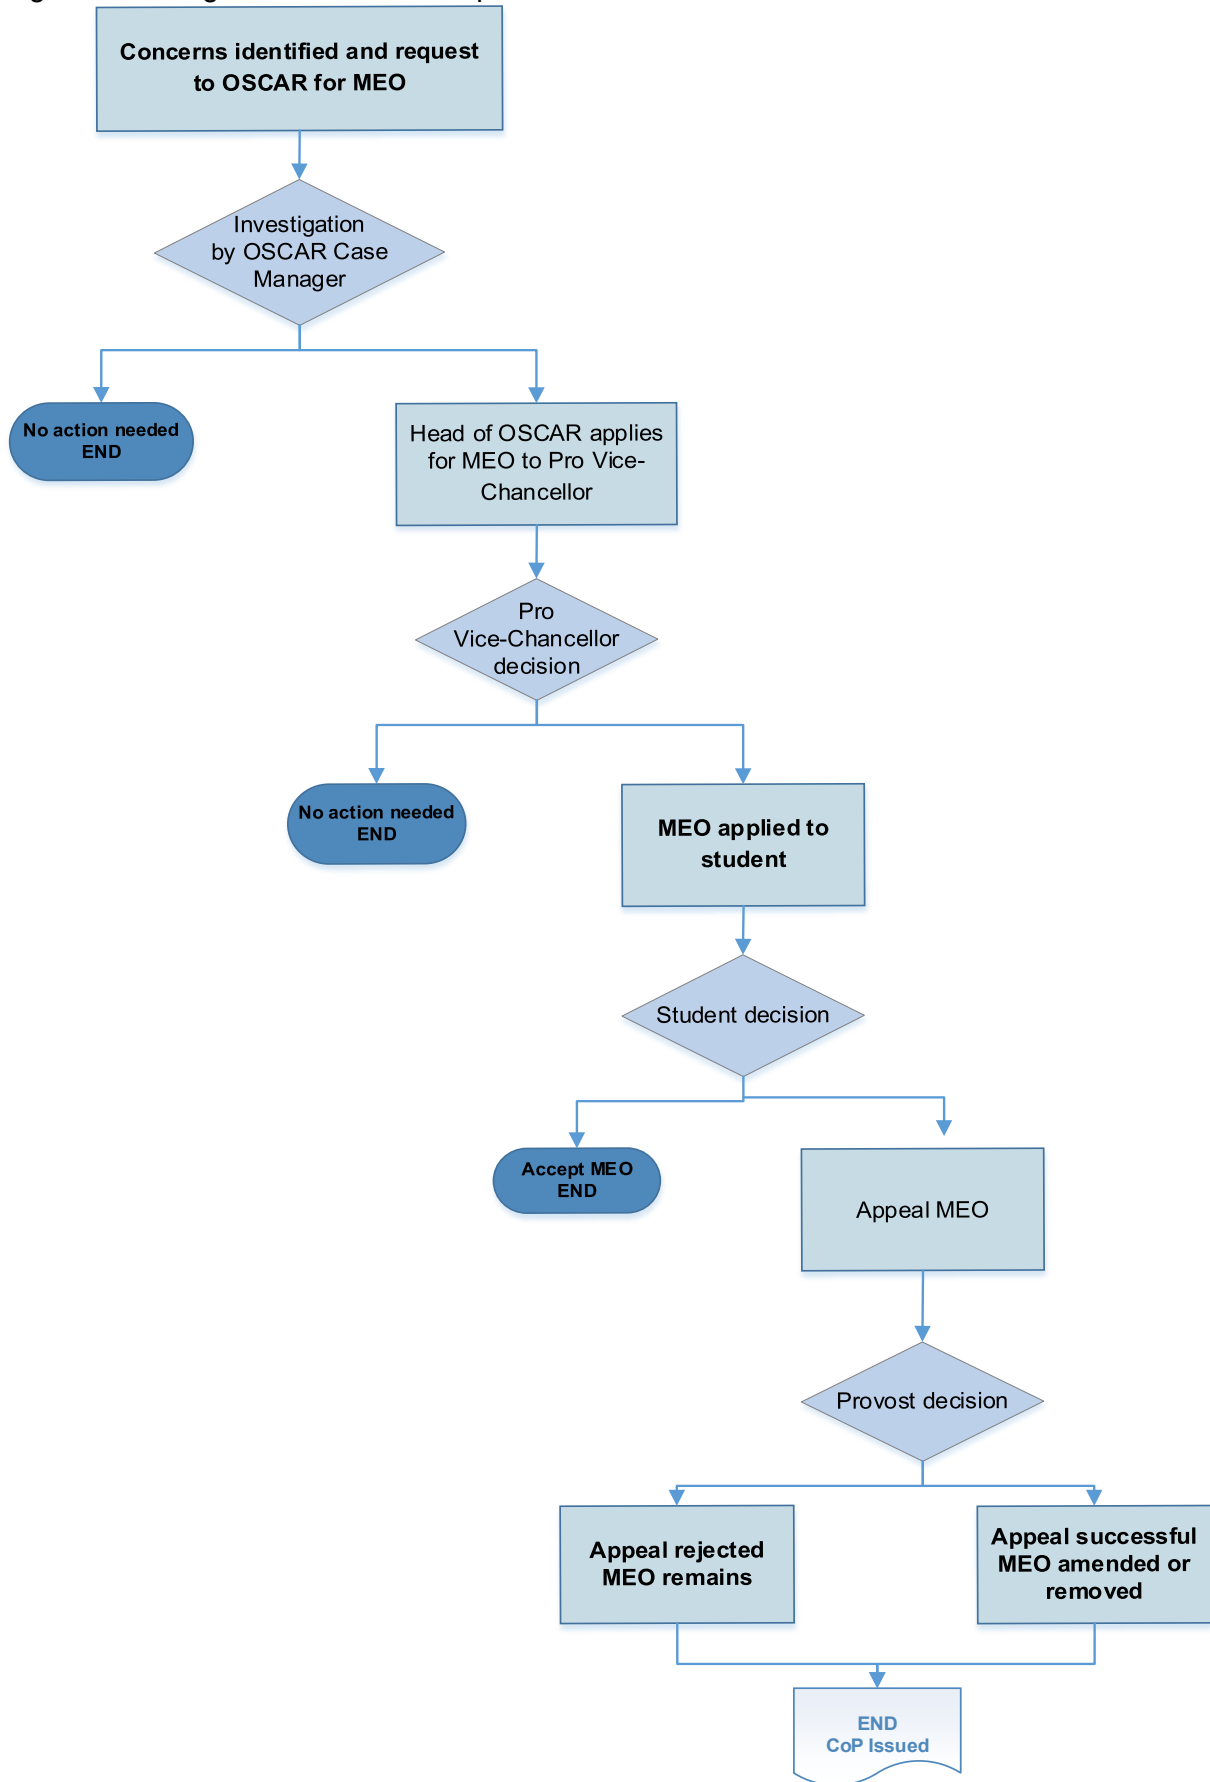 Concerns identified and request
to OSCAR for MEO
Investigation
by OSCAR Case
Manager
No action needed
END
Head of OSCAR applies
for MEO to Pro Vice-
Chancellor
Pro
Vice-Chancellor
decision
No action needed
END
MEO applied to
student
Student decision
Accept MEO
END
Appeal MEO
Provost decision
Appeal rejected
MEO remains
Appeal successful
MEO amended or
removed
END
CoP Issued